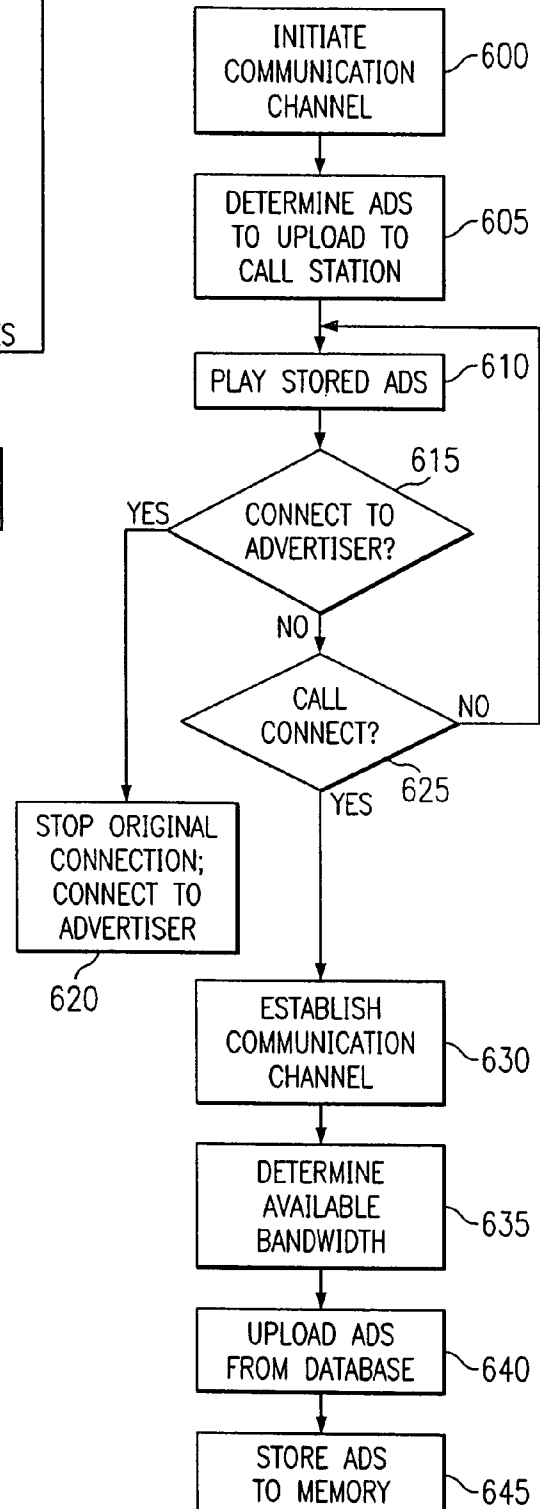 INITIATE
COMMUNICATION
CHANNEL
600
DETERMINE ADS
TO UPLOAD TO
CALL STATION
605
PLAY STORED ADS
610
615
CONNECT TO
ADVERTISER?
YES
NO
CALL
CONNECT?
NO
625
YES
STOP ORIGINAL
CONNECTION;
CONNECT TO
ADVERTISER
620
ESTABLISH
COMMUNICATION
CHANNEL
630
DETERMINE
AVAILABLE
BANDWIDTH
635
UPLOAD ADS
FROM DATABASE
640
STORE ADS
TO MEMORY
645